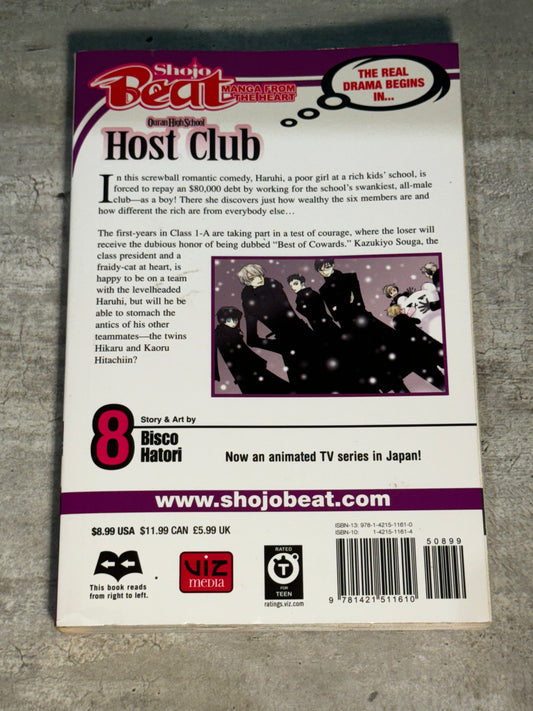 Shojo
Beat
MANGA FROM
THE HEART
THE REAL
DRAMA BEGINS
IN...
Ouran High School
Host Club
In this screwball romantic comedy, Haruhi, a poor girl at a rich kids' school, is
forced to repay an $80,000 debt by working for the school's swankiest, all-male
club—as a boy! There she discovers just how wealthy the six members are and
how different the rich are from everybody else...
The first-years in Class 1-A are taking part in a test of courage, where the loser will
receive the dubious honor of being dubbed "Best of Cowards." Kazukiyo Souga, the
class president and a
fraidy-cat at heart, is
happy to be on a team
with the levelheaded
Haruhi, but will he be
able to stomach the
antics of his other
teammates—the twins
Hikaru and Kaoru
Hitachiin?
8
Story & Art by
Bisco
Hatori
Now an animated TV series in Japan!
www.shojobeat.com
$8.99 USA $11.99 CAN £5.99 UK
This book reads
from right to left.
VIZ
MEDIA
RATED
T
FOR
TEEN
ratings.viz.com
ISBN-13: 978-1-4215-1161-0
ISBN-10: 1-4215-1161-4
50899
9 781421 511610